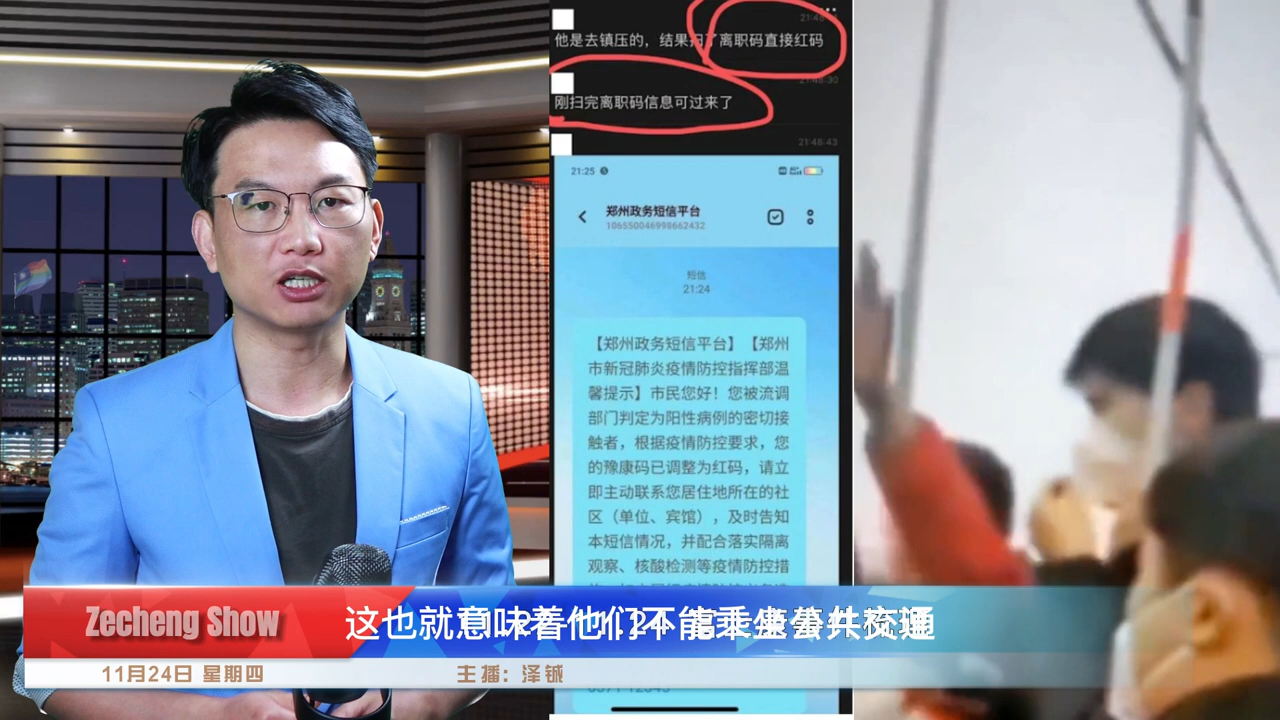 21:48
他是去镇压的，结果扫了离职码直接红码
21:48:30
刚扫完离职码信息可过来了
21:48:43
21:25
郑州政务短信平台
106550046998662432
短信
21:24
【郑州政务短信平台】【郑州
市新冠肺炎疫情防控指挥部温
馨提示】市民您好！您被流调
部门判定为阳性病例的密切接
触者，根据疫情防控要求，您
的豫康码已调整为红码，请立
即主动联系您居住地所在的社
区（单位、宾馆），及时告知
本短信情况，并配合落实隔离
观察、核酸检测等疫情防控措
Zecheng Show
这也就意味着他们不能乘坐公共交通
11月24日 星期四
主播：泽铖